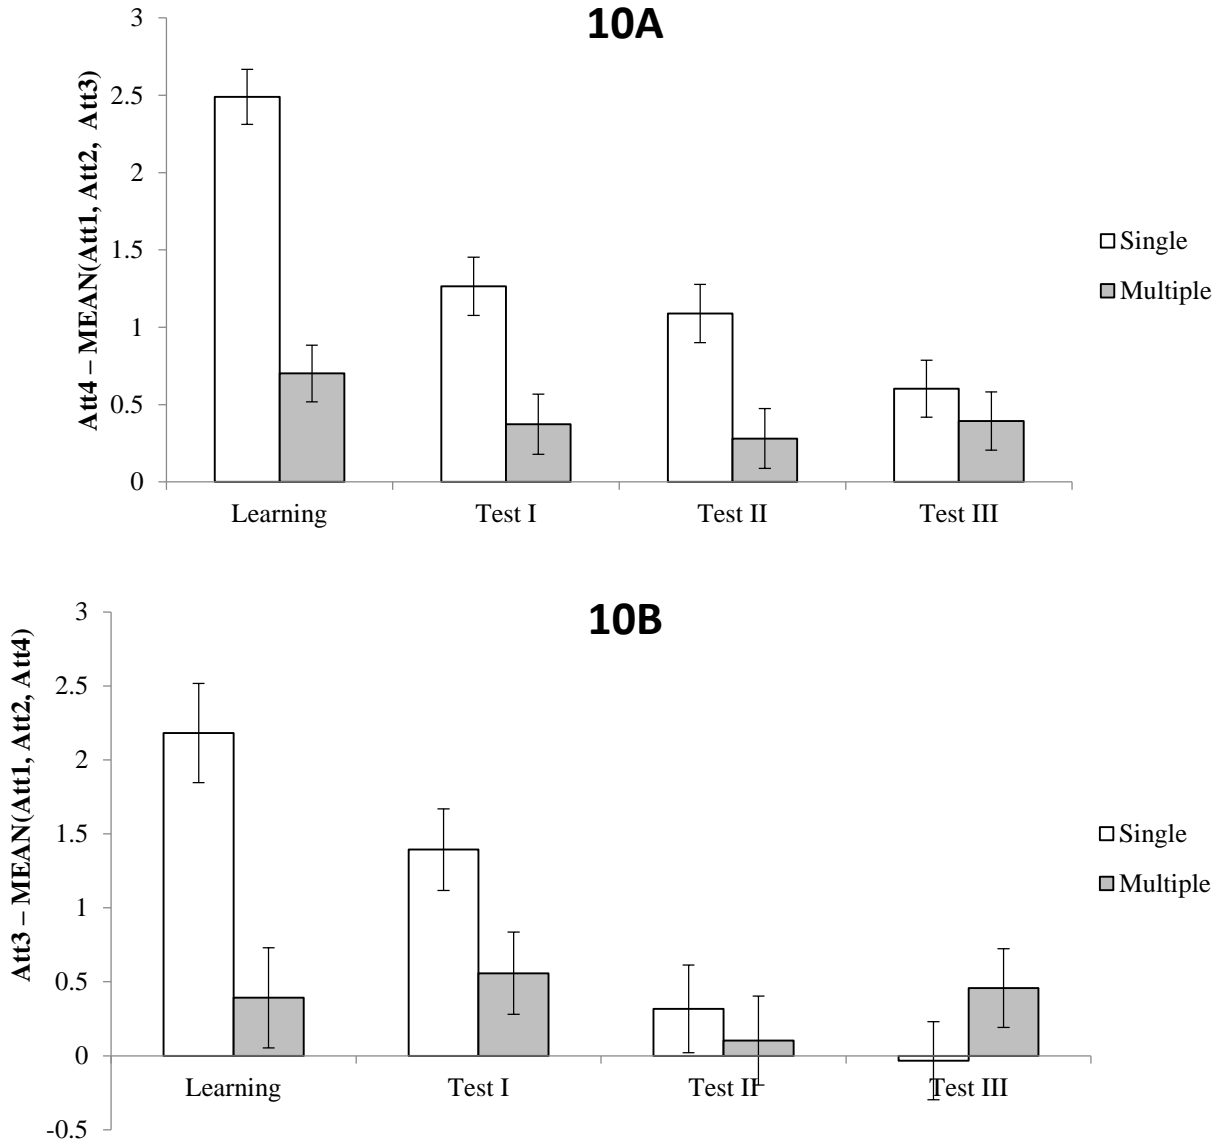 10A
Att4 – MEAN(Att1, Att2, Att3)
3
2.5
2
1.5
1
0.5
0
Learning
Test I
Test II
Test III
Single
Multiple
10B
Att3 – MEAN(Att1, Att2, Att4)
3
2.5
2
1.5
1
0.5
0
-0.5
Learning
Test I
Test II
Test III
Single
Multiple